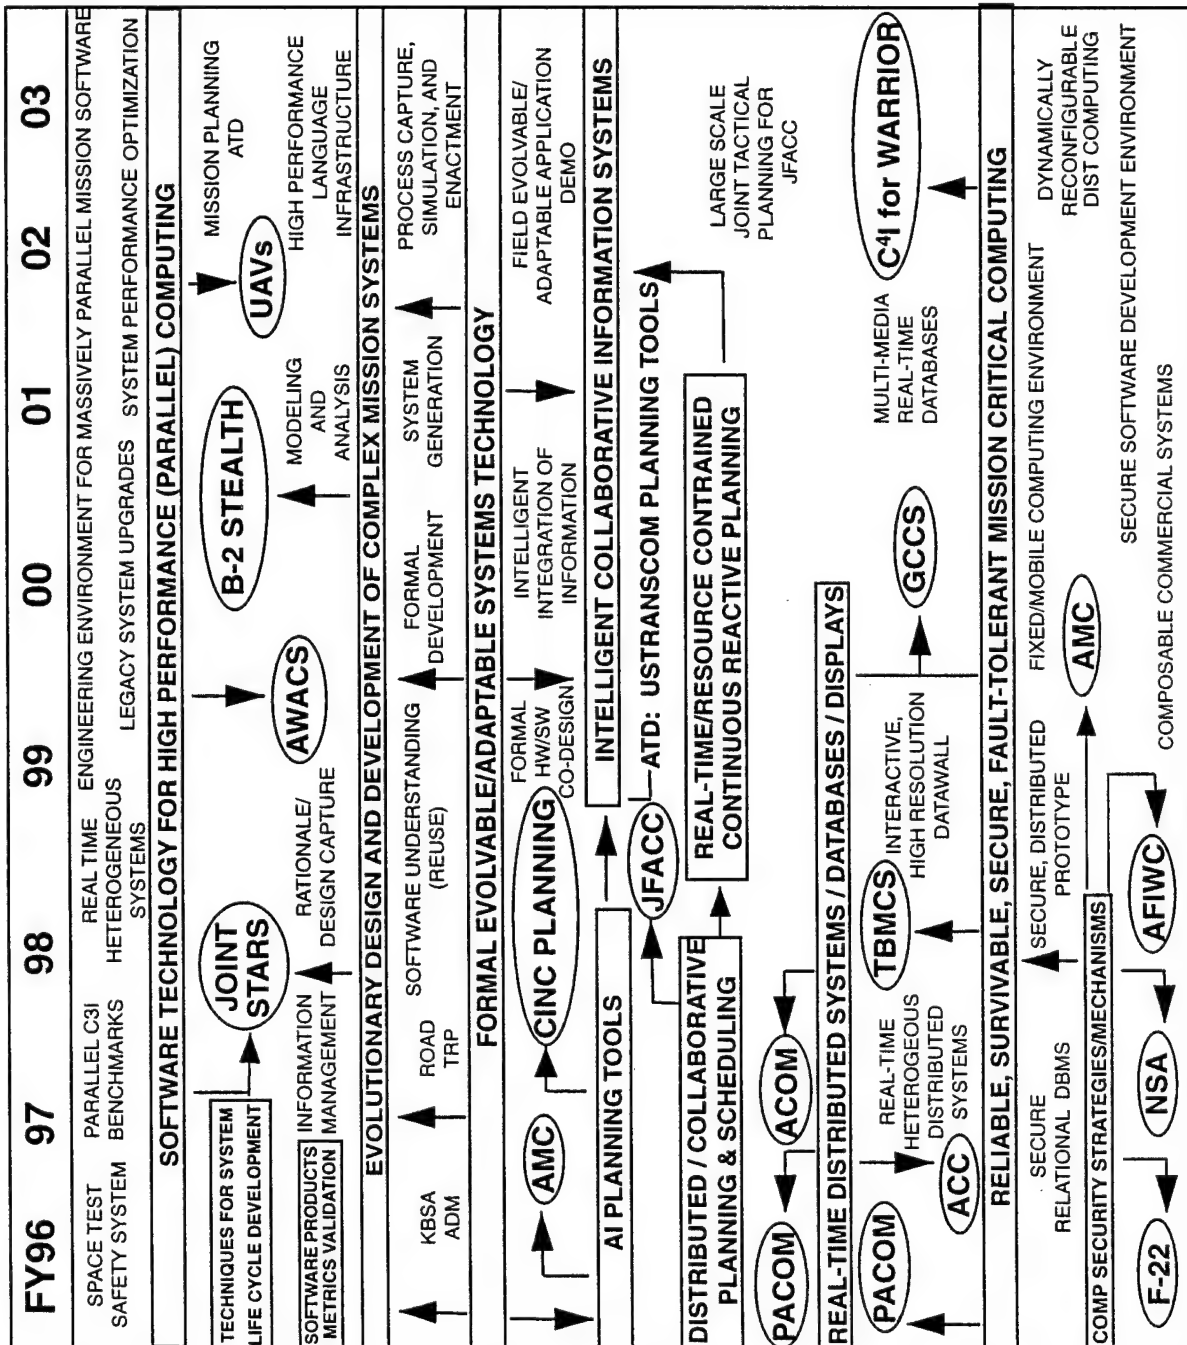 FY96 97 98 99 00 01 02 03
SPACE TEST
SAFETY SYSTEM
PARALLEL C3I
BENCHMARKS
REAL TIME
HETEROGENEOUS
SYSTEMS
ENGINEERING ENVIRONMENT FOR MASSIVELY PARALLEL MISSION SOFTWARE
LEGACY SYSTEM UPGRADES
SYSTEM PERFORMANCE OPTIMIZATION
SOFTWARE TECHNOLOGY FOR HIGH PERFORMANCE (PARALLEL) COMPUTING
TECHNIQUES FOR SYSTEM
LIFE CYCLE DEVELOPMENT
JOINT
STARS
AWACS
B-2 STEALTH
UAVs
MISSION PLANNING
ATD
SOFTWARE PRODUCTS
METRICS VALIDATION
INFORMATION
MANAGEMENT
RATIONALE/
DESIGN CAPTURE
MODELING
AND
ANALYSIS
HIGH PERFORMANCE
LANGUAGE
INFRASTRUCTURE
EVOLUTIONARY DESIGN AND DEVELOPMENT OF COMPLEX MISSION SYSTEMS
KBSA
ADM
ROAD
TRP
SOFTWARE UNDERSTANDING
(REUSE)
FORMAL
DEVELOPMENT
SYSTEM
GENERATION
PROCESS CAPTURE,
SIMULATION, AND
ENACTMENT
FORMAL EVOLVABLE/ADAPTABLE SYSTEMS TECHNOLOGY
AMC
CINC PLANNING
FORMAL
HW/SW
CO-DESIGN
INTELLIGENT
INTEGRATION OF
INFORMATION
FIELD EVOLVABLE/
ADAPTABLE APPLICATION
DEMO
AI PLANNING TOOLS
INTELLIGENT COLLABORATIVE INFORMATION SYSTEMS
JFACC
ATD: USTRANSCOM PLANNING TOOLS
DISTRIBUTED / COLLABORATIVE
PLANNING & SCHEDULING
REAL-TIME/RESOURCE CONTRAINED
CONTINUOUS REACTIVE PLANNING
LARGE SCALE
JOINT TACTICAL
PLANNING FOR
JFACC
PACOM
ACOM
REAL-TIME DISTRIBUTED SYSTEMS / DATABASES / DISPLAYS
PACOM
ACC
REAL-TIME
HETEROGEOUS
DISTRIBUTED
SYSTEMS
TBMCS
INTERACTIVE,
HIGH RESOLUTION
DATAWALL
GCCS
MULTI-MEDIA
REAL-TIME
DATABASES
C4I for WARRIOR
RELIABLE, SURVIVABLE, SECURE, FAULT-TOLERANT MISSION CRITICAL COMPUTING
SECURE
RELATIONAL DBMS
SECURE, DISTRIBUTED
PROTOTYPE
FIXED/MOBILE COMPUTING ENVIRONMENT
DYNAMICALLY
RECONFIGURABLE
DIST COMPUTING
COMP SECURITY STRATEGIES/MECHANISMS
AMC
SECURE SOFTWARE DEVELOPMENT ENVIRONMENT
F-22
NSA
AFIWC
COMPOSABLE COMMERCIAL SYSTEMS